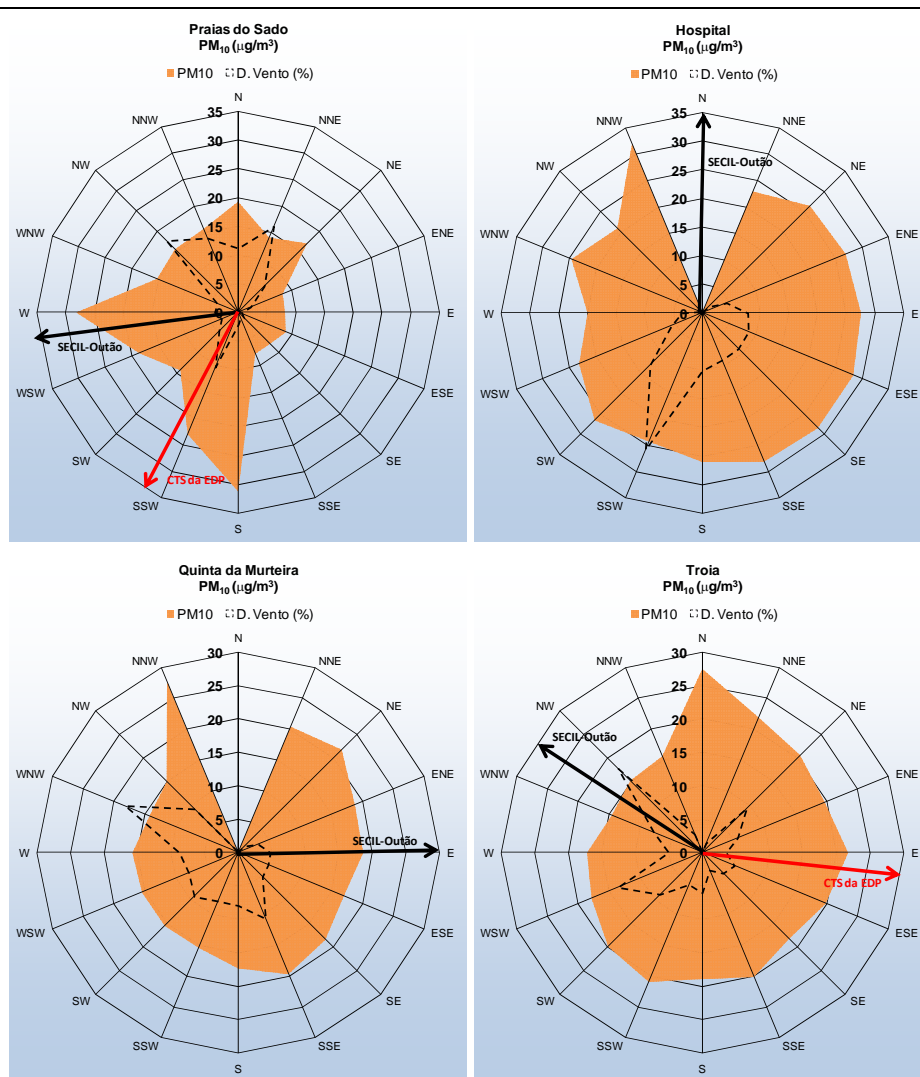 Praias do Sado
PM10 (μg/m³)
PM10 D. Vento (%)
N
35
NNW
NNE
30
NW
NE
25
20
WNW
ENE
15
10
5
W
0
E
SECIL-Outão
WSW
ESE
CTS da EDP
SW
SE
SSW
SSE
S
Hospital
PM10 (μg/m³)
PM10 D. Vento (%)
N
35
NNW
NNE
30
SECIL-Outão
NW
NE
25
20
WNW
ENE
15
10
5
W
0
E
WSW
ESE
SW
SE
SSW
SSE
S
Quinta da Murteira
PM10 (μg/m³)
PM10 D. Vento (%)
N
30
NNW
NNE
25
NW
NE
20
15
WNW
ENE
10
5
SECIL-Outão
W
0
E
WSW
ESE
SW
SE
SSW
SSE
S
Troia
PM10 (μg/m³)
PM10 D. Vento (%)
N
30
NNW
NNE
25
SECIL-Outão
NW
NE
20
15
WNW
ENE
10
5
W
0
E
CTS da EDP
WSW
ESE
SW
SE
SSW
SSE
S